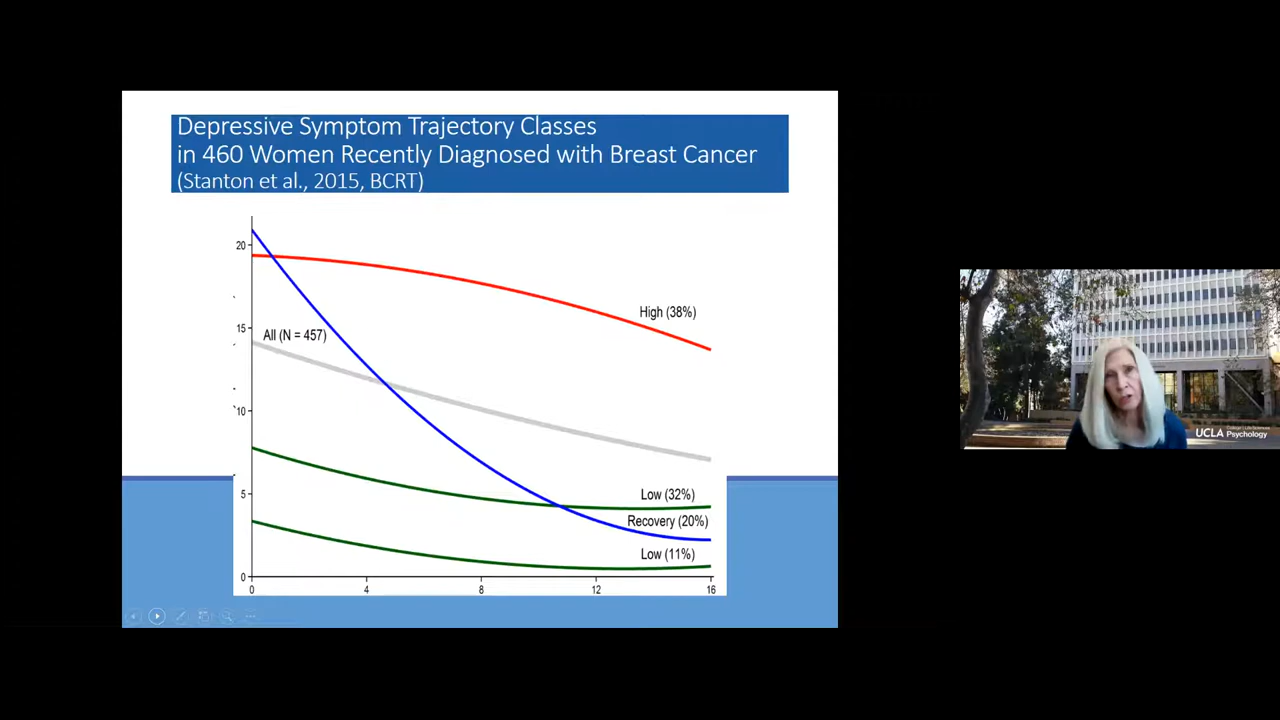 Depressive Symptom Trajectory Classes
in 460 Women Recently Diagnosed with Breast Cancer
(Stanton et al., 2015, BCRT)
20
15
10
5
0
All (N = 457)
High (38%)
Low (32%)
Recovery (20%)
Low (11%)
0 4 8 12 16
UCLA Psychology